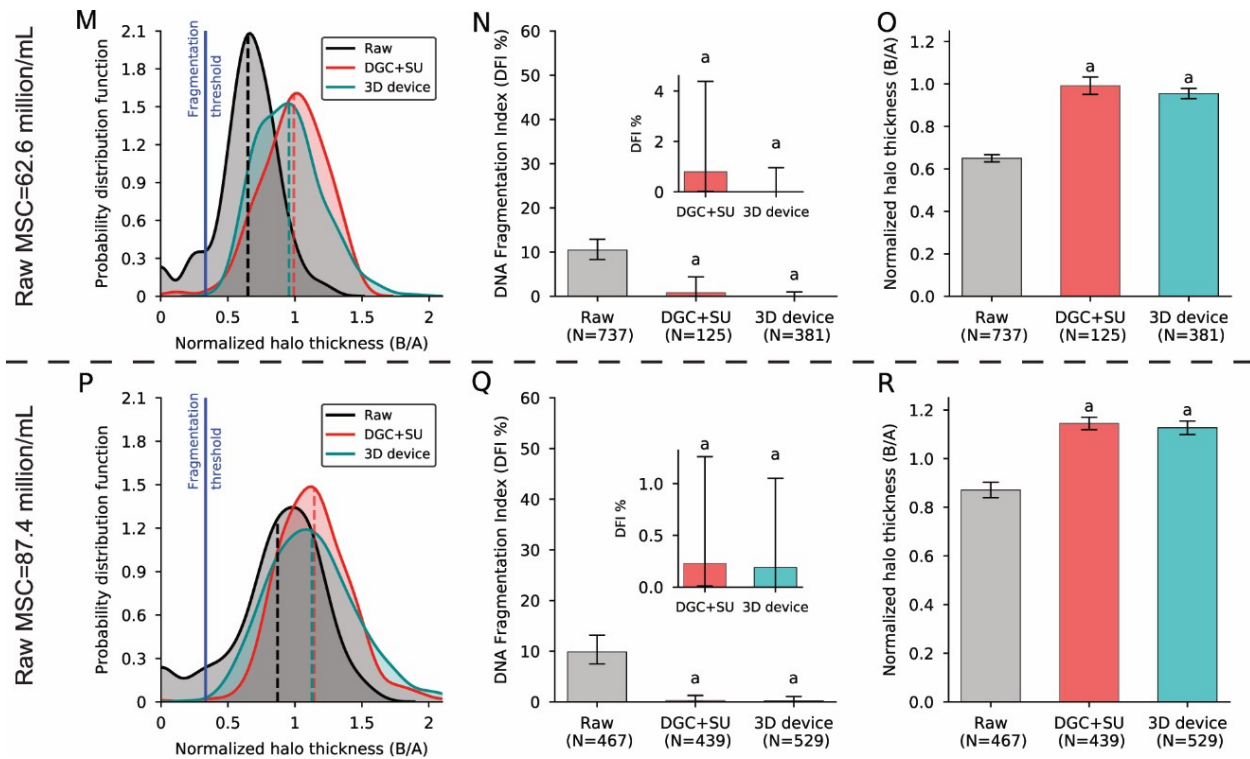 Raw MSC=62.6 million/mL
M
Probability distribution function
2.1
1.8
1.5
1.2
0.9
0.6
0.3
0
Fragmentation
threshold
Raw
DGC+SU
3D device
0 0.5 1 1.5 2
Normalized halo thickness (B/A)
N
DNA Fragmentation Index (DFI %)
60
50
40
30
20
10
0
a
a
DFI %
4
2
0
a
a
DGC+SU 3D device
Raw DGC+SU 3D device
(N=737) (N=125) (N=381)
O
Normalized halo thickness (B/A)
1.2
1.0
0.8
0.6
0.4
0.2
0.0
a
a
Raw DGC+SU 3D device
(N=737) (N=125) (N=381)
Raw MSC=87.4 million/mL
P
Probability distribution function
2.1
1.8
1.5
1.2
0.9
0.6
0.3
0
Fragmentation
threshold
Raw
DGC+SU
3D device
0 0.5 1 1.5 2
Normalized halo thickness (B/A)
Q
DNA Fragmentation Index (DFI %)
60
50
40
30
20
10
0
a
a
DFI %
1.0
0.5
0.0
a
a
DGC+SU 3D device
Raw DGC+SU 3D device
(N=467) (N=439) (N=529)
R
Normalized halo thickness (B/A)
1.2
1.0
0.8
0.6
0.4
0.2
0.0
a
a
Raw DGC+SU 3D device
(N=467) (N=439) (N=529)